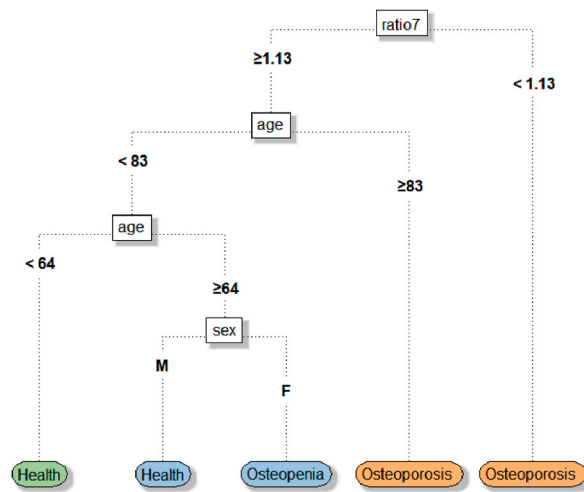 ratio7
≥1.13
< 1.13
age
< 83
≥83
age
< 64
≥64
sex
M
F
Health
Health
Osteopenia
Osteoporosis
Osteoporosis